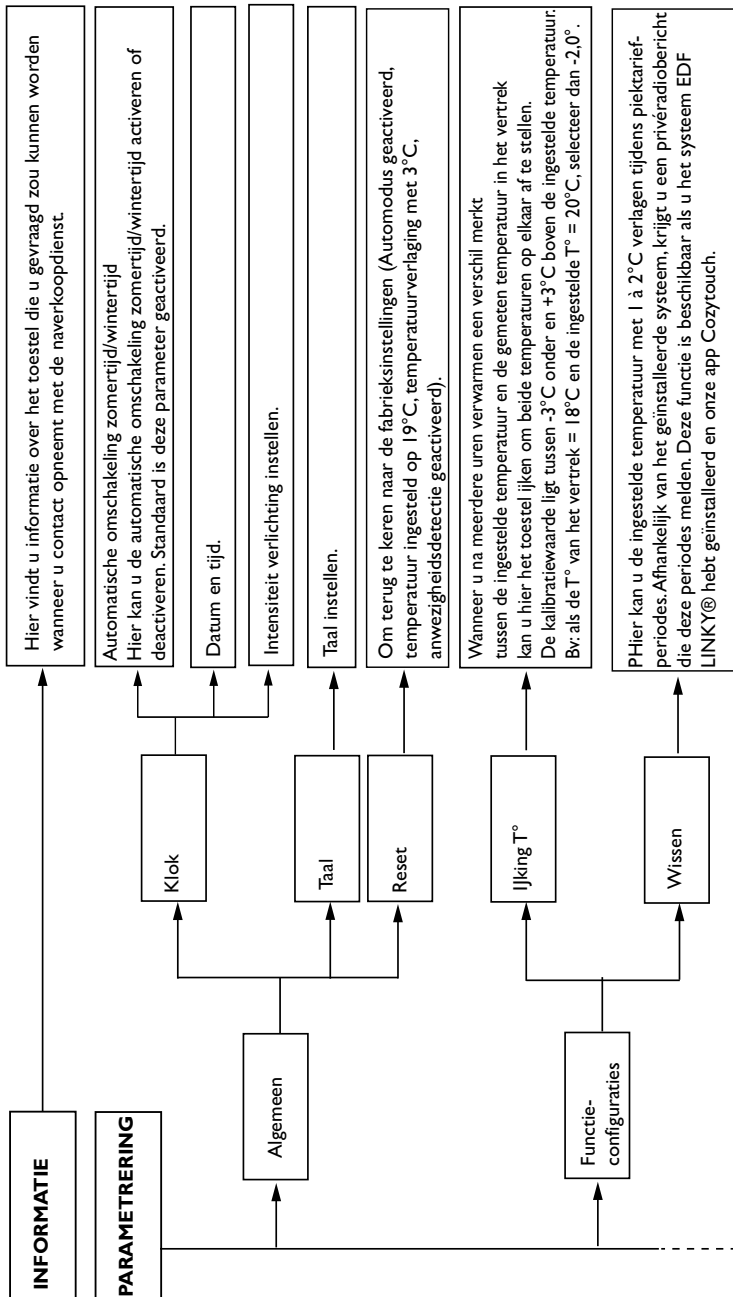 INFORMATIE
Hier vindt u informatie over het toestel die u gevraagd zou kunnen worden
wanneer u contact opneemt met de naverkoopdienst.
PARAMETRERING
Algemeen
Klok
Automatische omschakeling zomertijd/wintertijd
Hier kan u de automatische omschakeling zomertijd/wintertijd activeren of
deactiveren. Standaard is deze parameter geactiveerd.
Datum en tijd.
Intensiteit verlichting instellen.
Taal
Taal instellen.
Reset
Om terug te keren naar de fabrieksinstellingen (Automodus geactiveerd,
temperatuur ingesteld op 19°C, temperatuurverlaging met 3°C,
anwezigheidsdetectie geactiveerd).
Functie-
configuraties
IJking T°
Wanneer u na meerdere uren verwarmen een verschil merkt
tussen de ingestelde temperatuur en de gemeten temperatuur in het vertrek
kan u hier het toestel ijken om beide temperaturen op elkaar af te stellen.
De kalibratiewaarde ligt tussen -3°C onder en +3°C boven de ingestelde temperatuur.
Bv: als de T° van het vertrek = 18°C en de ingestelde T° = 20°C, selecteer dan -2,0°.
Wissen
PHier kan u de ingestelde temperatuur met 1 à 2°C verlagen tijdens piektarief-
periodes. Afhankelijk van het geïnstalleerde systeem, krijgt u een privéradiobericht
die deze periodes melden. Deze functie is beschikbaar als u het systeem EDF
LINKY® hebt geïnstalleerd en onze app Cozytouch.